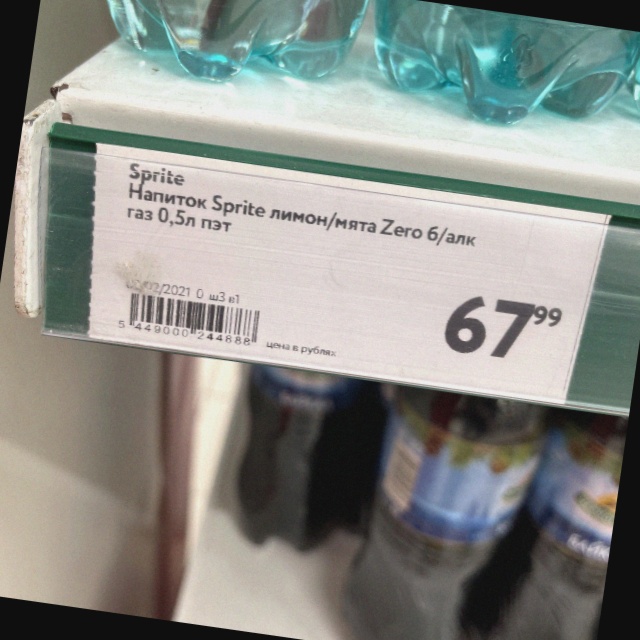 Sprite
Напиток Sprite лимон/мята Zero б/алк
газ 0,5л пэт
/2021 0 ш3 в1
5 449000 244888
цена в рублях
67 99